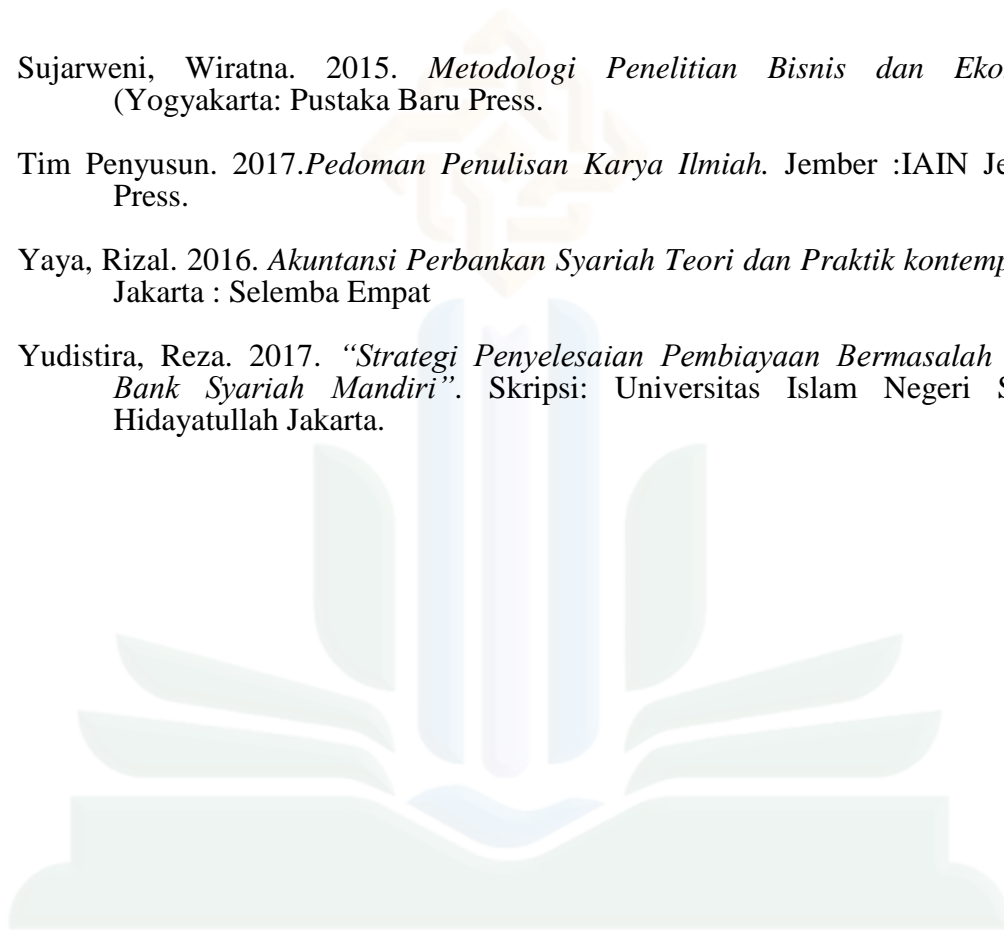 Sujarweni, Wiratna. 2015. Metodologi Penelitian Bisnis dan Eko
(Yogyakarta: Pustaka Baru Press.
Tim Penyusun. 2017.Pedoman Penulisan Karya Ilmiah. Jember :IAIN Je
Press.
Yaya, Rizal. 2016. Akuntansi Perbankan Syariah Teori dan Praktik kontemp
Jakarta : Selemba Empat
Yudistira, Reza. 2017. “Strategi Penyelesaian Pembiayaan Bermasalah
Bank Syariah Mandiri”. Skripsi: Universitas Islam Negeri S
Hidayatullah Jakarta.